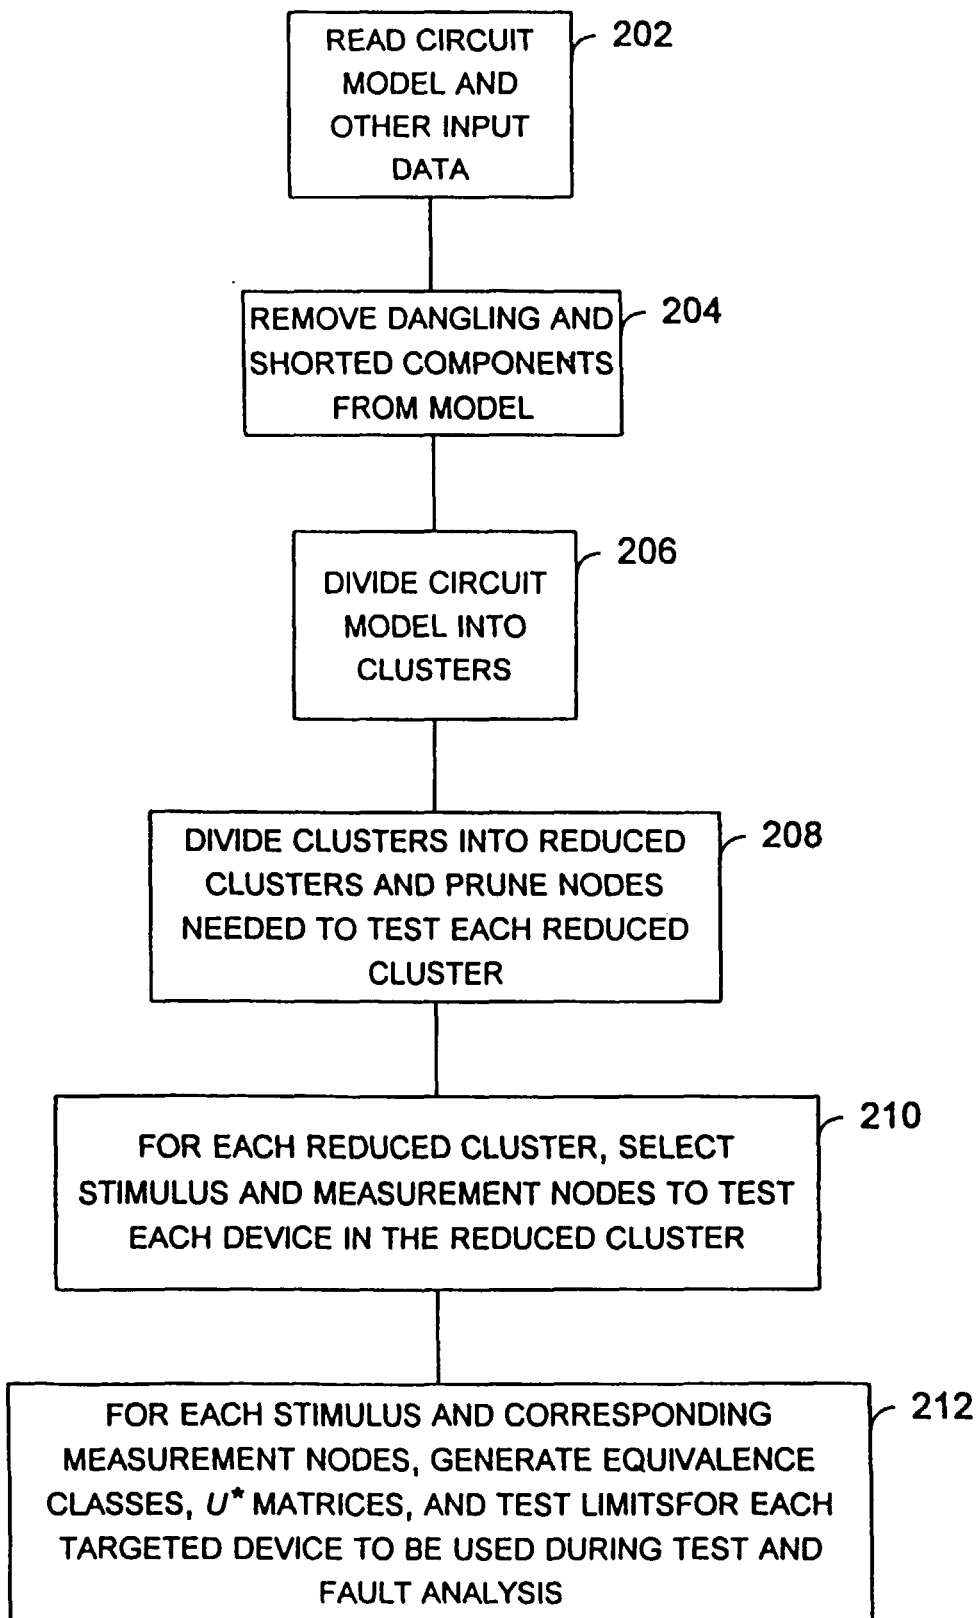 READ CIRCUIT
MODEL AND
OTHER INPUT
DATA
202
REMOVE DANGLING AND
SHORTED COMPONENTS
FROM MODEL
204
DIVIDE CIRCUIT
MODEL INTO
CLUSTERS
206
DIVIDE CLUSTERS INTO REDUCED
CLUSTERS AND PRUNE NODES
NEEDED TO TEST EACH REDUCED
CLUSTER
208
FOR EACH REDUCED CLUSTER, SELECT
STIMULUS AND MEASUREMENT NODES TO TEST
EACH DEVICE IN THE REDUCED CLUSTER
210
FOR EACH STIMULUS AND CORRESPONDING
MEASUREMENT NODES, GENERATE EQUIVALENCE
CLASSES, U* MATRICES, AND TEST LIMITSFOR EACH
TARGETED DEVICE TO BE USED DURING TEST AND
FAULT ANALYSIS
212